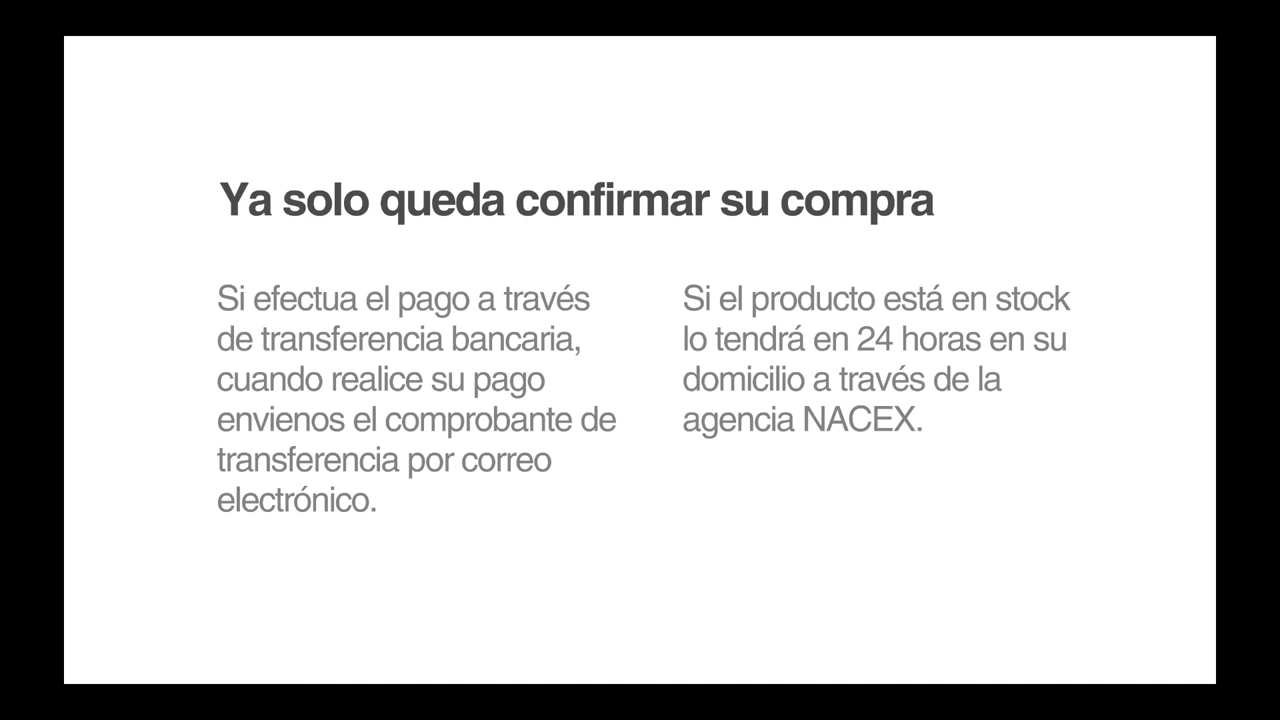 Ya solo queda confirmar su compra
Si efectua el pago a través
de transferencia bancaria,
cuando realice su pago
envienos el comprobante de
transferencia por correo
electrónico.
Si el producto está en stock
lo tendrá en 24 horas en su
domicilio a través de la
agencia NACEX.